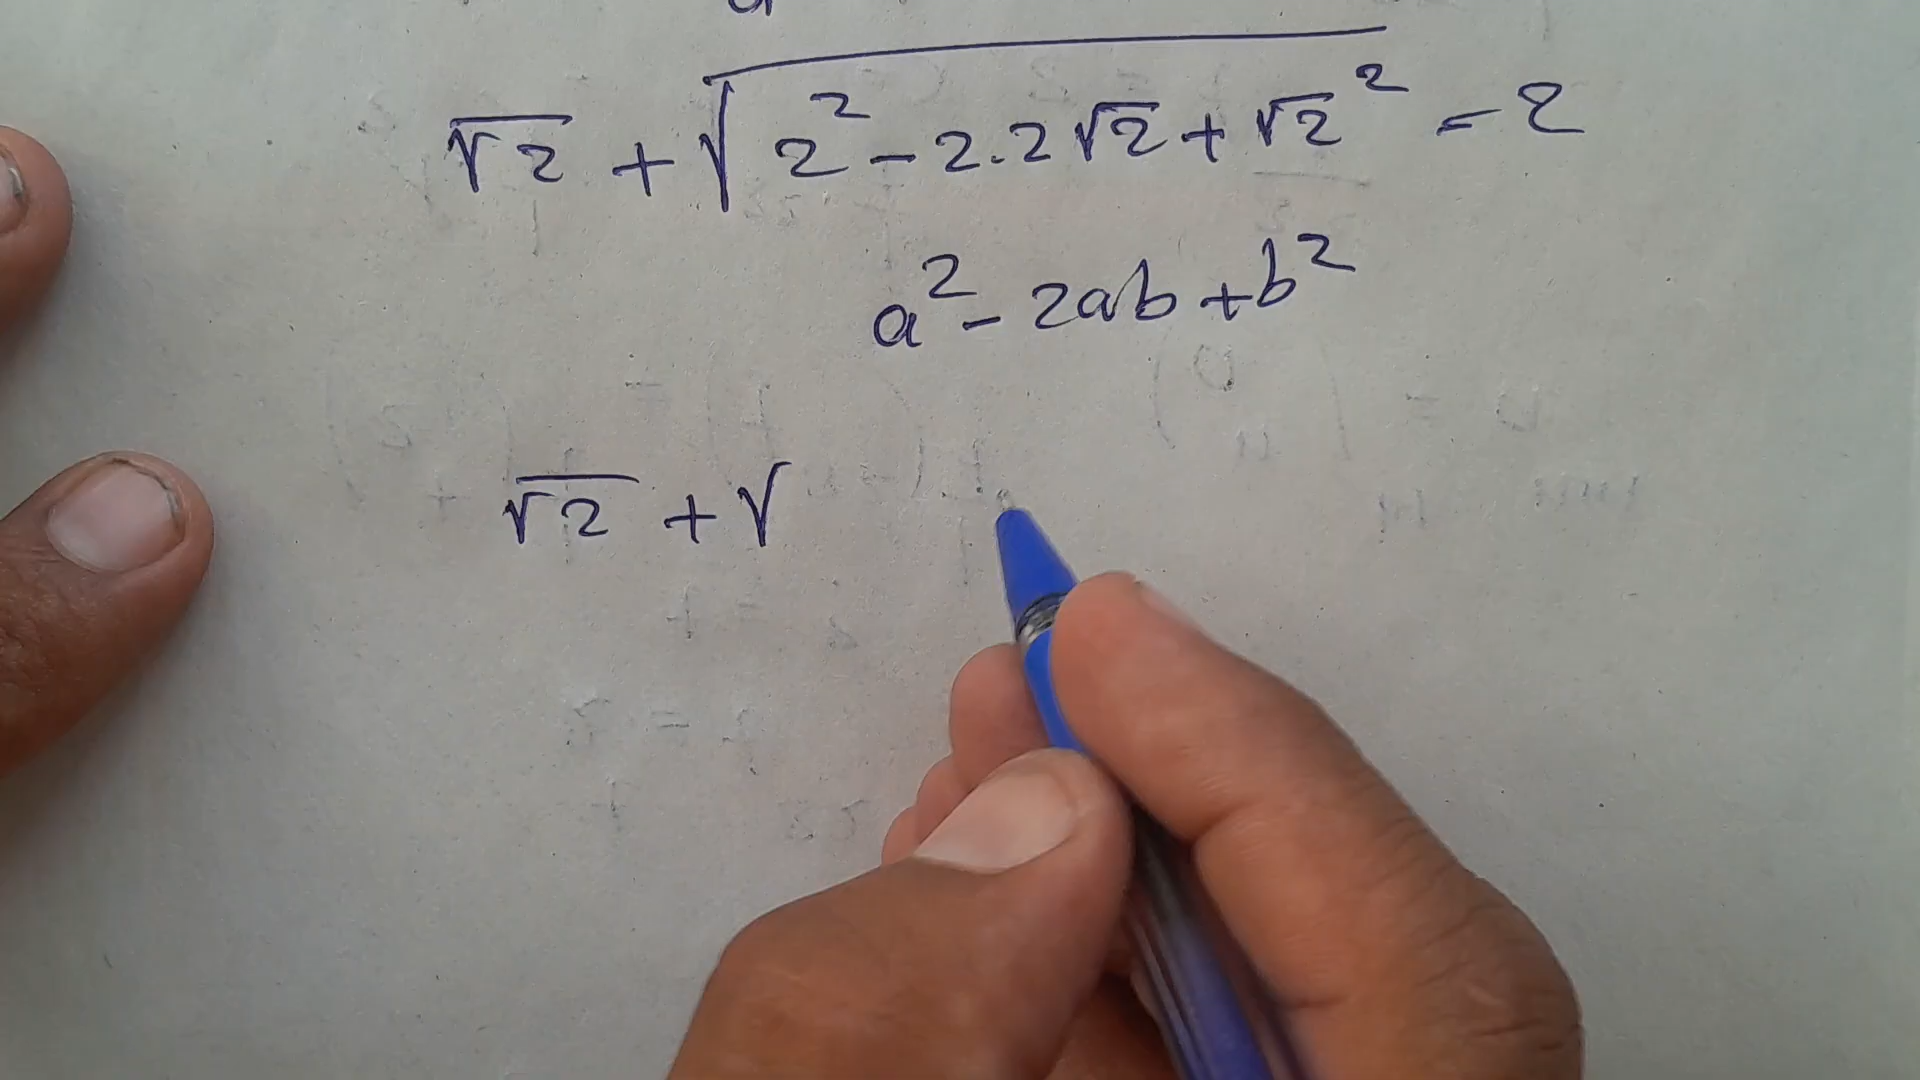 √2 + √(2² - 2.2√2 + √2²) = 2
a² - 2ab + b²
√2 + √